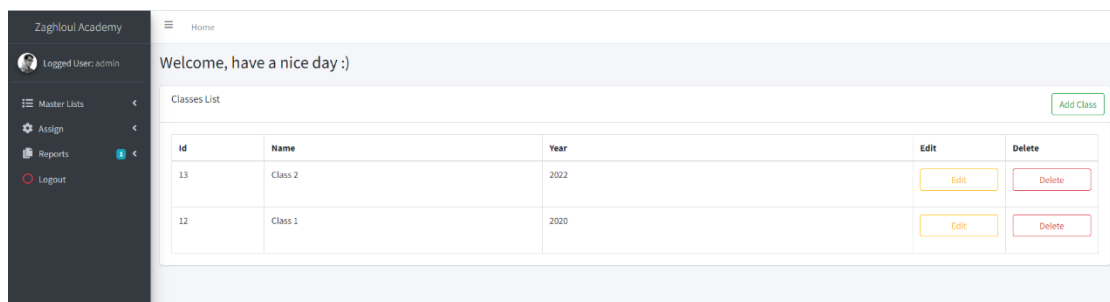 Zaghloul Academy
Home
Logged User: admin
Master Lists
Assign
Reports 1
Logout
Welcome, have a nice day :)
Classes List
Add Class
Id Name Year Edit Delete
13 Class 2 2022 Edit Delete
12 Class 1 2020 Edit Delete